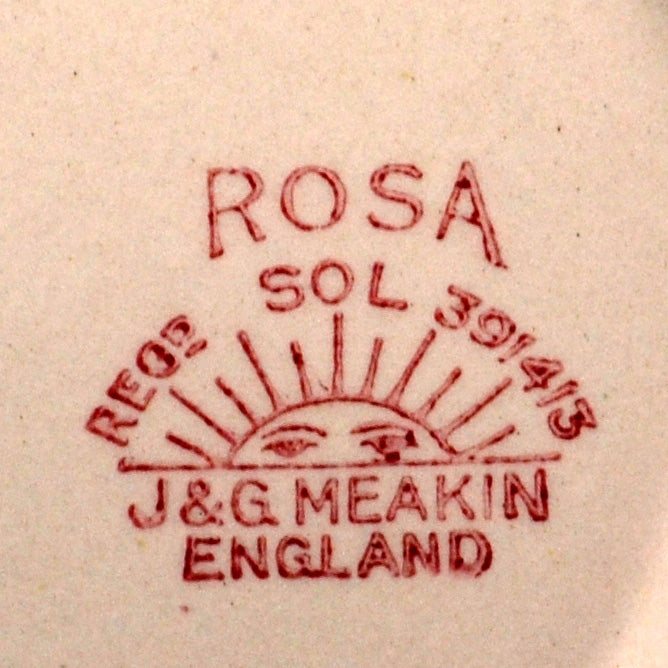 ROSA
SOL
REGD 391413
J&G MEAKIN
ENGLAND